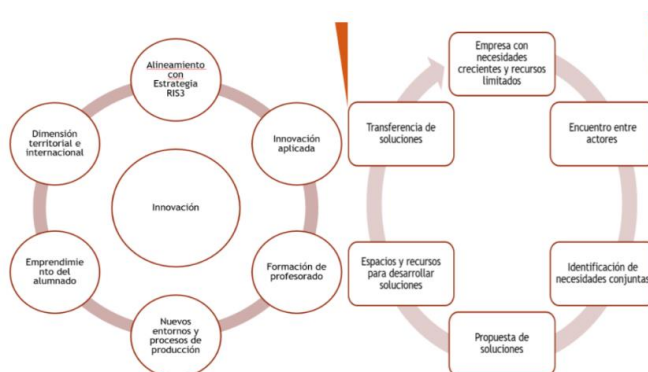 Alineamiento
con
Estrategia
RIS3
Innovación
aplicada
Formación de
profesorado
Nuevos
entornos y
procesos de
producción
Emprendimie
nto del
alumnado
Dimensión
territorial e
internacional
Innovación
Empresa con
necesidades
crecientes y recursos
limitados
Encuentro entre
actores
Identificación de
necesidades conjuntas
Propuesta de
soluciones
Espacios y recursos
para desarrollar
soluciones
Transferencia de
soluciones